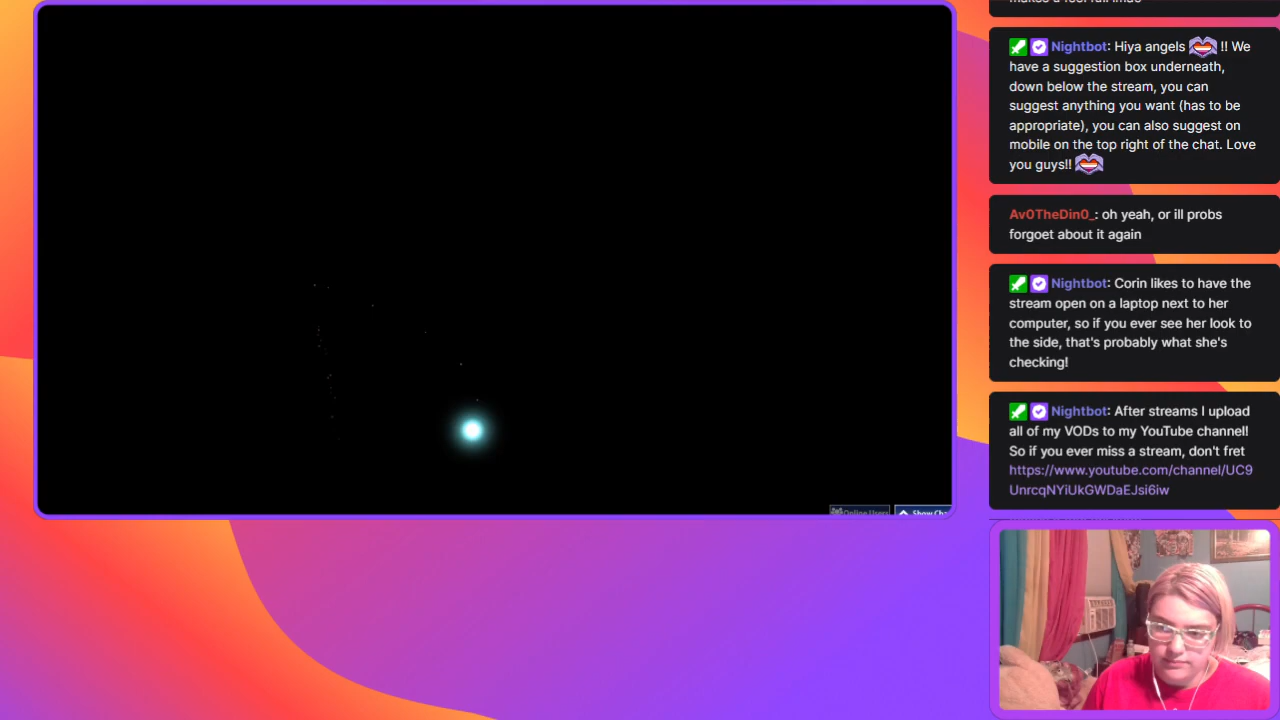 Nightbot: Hiya angels !! We
have a suggestion box underneath,
down below the stream, you can
suggest anything you want (has to be
appropriate), you can also suggest on
mobile on the top right of the chat. Love
you guys!!
Av0TheDin0_: oh yeah, or ill probs
forgoet about it again
Nightbot: Corin likes to have the
stream open on a laptop next to her
computer, so if you ever see her look to
the side, that's probably what she's
checking!
Nightbot: After streams I upload
all of my VODs to my YouTube channel!
So if you ever miss a stream, don't fret
https://www.youtube.com/channel/UC9
UnrcqNYiUkGWDaEJsi6iw
Online Users
Show Cha